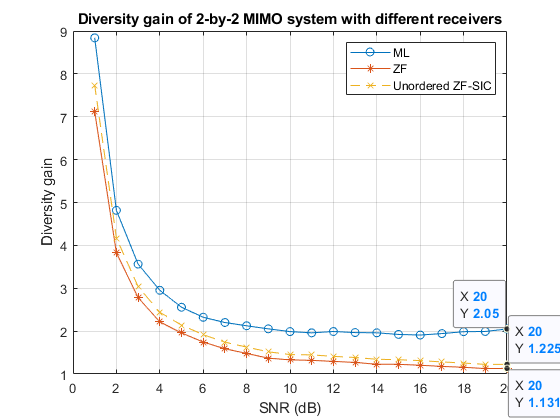 Diversity gain of 2-by-2 MIMO system with different receivers
9
8
7
6
5
4
3
2
1
Diversity gain
ML
ZF
Unordered ZF-SIC
X 20
Y 2.05
X 20
Y 1.225
X 20
Y 1.131
0 2 4 6 8 10 12 14 16 18 2
SNR (dB)